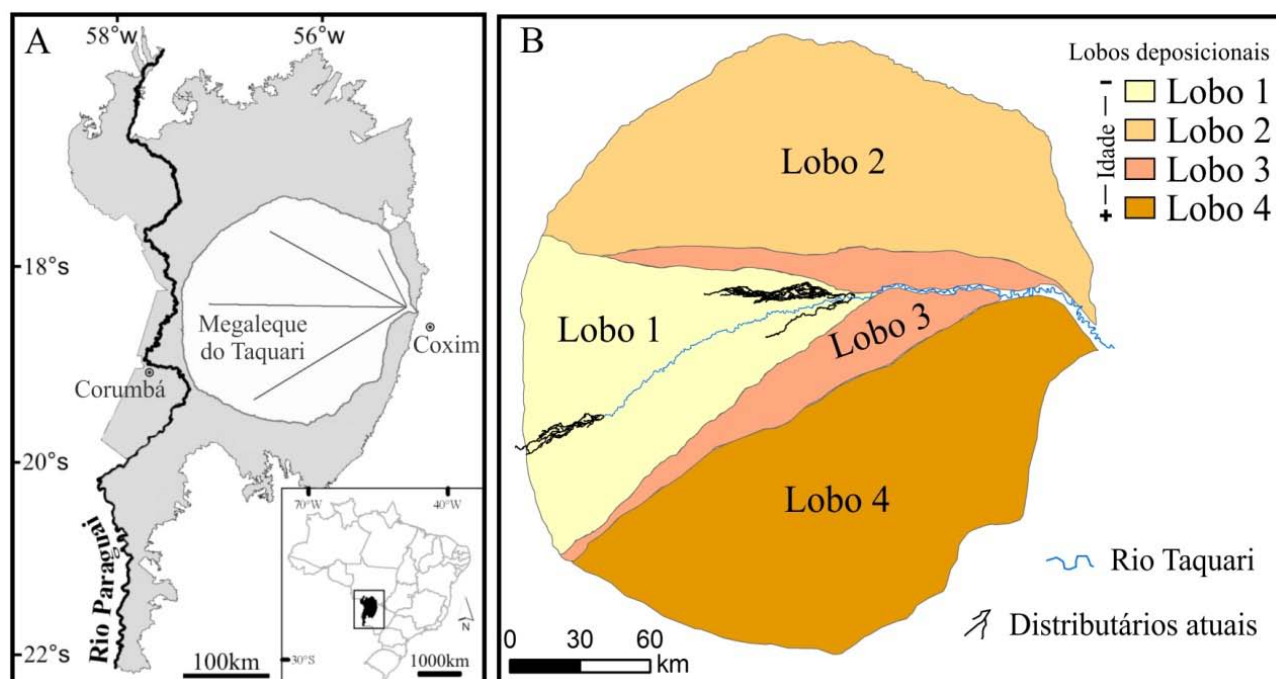 A
58°w
56°w
18°s
20°s
22°s
Megaleque
do Taquari
Coxim
Corumbá
Rio Paraguai
100km
70°w
40°w
30°s
N
1000km
B
Lobos deposicionais
+ — Idade — -
Lobo 1
Lobo 2
Lobo 3
Lobo 4
Lobo 2
Lobo 1
Lobo 3
Lobo 4
Rio Taquari
Distributários atuais
0 30 60
km